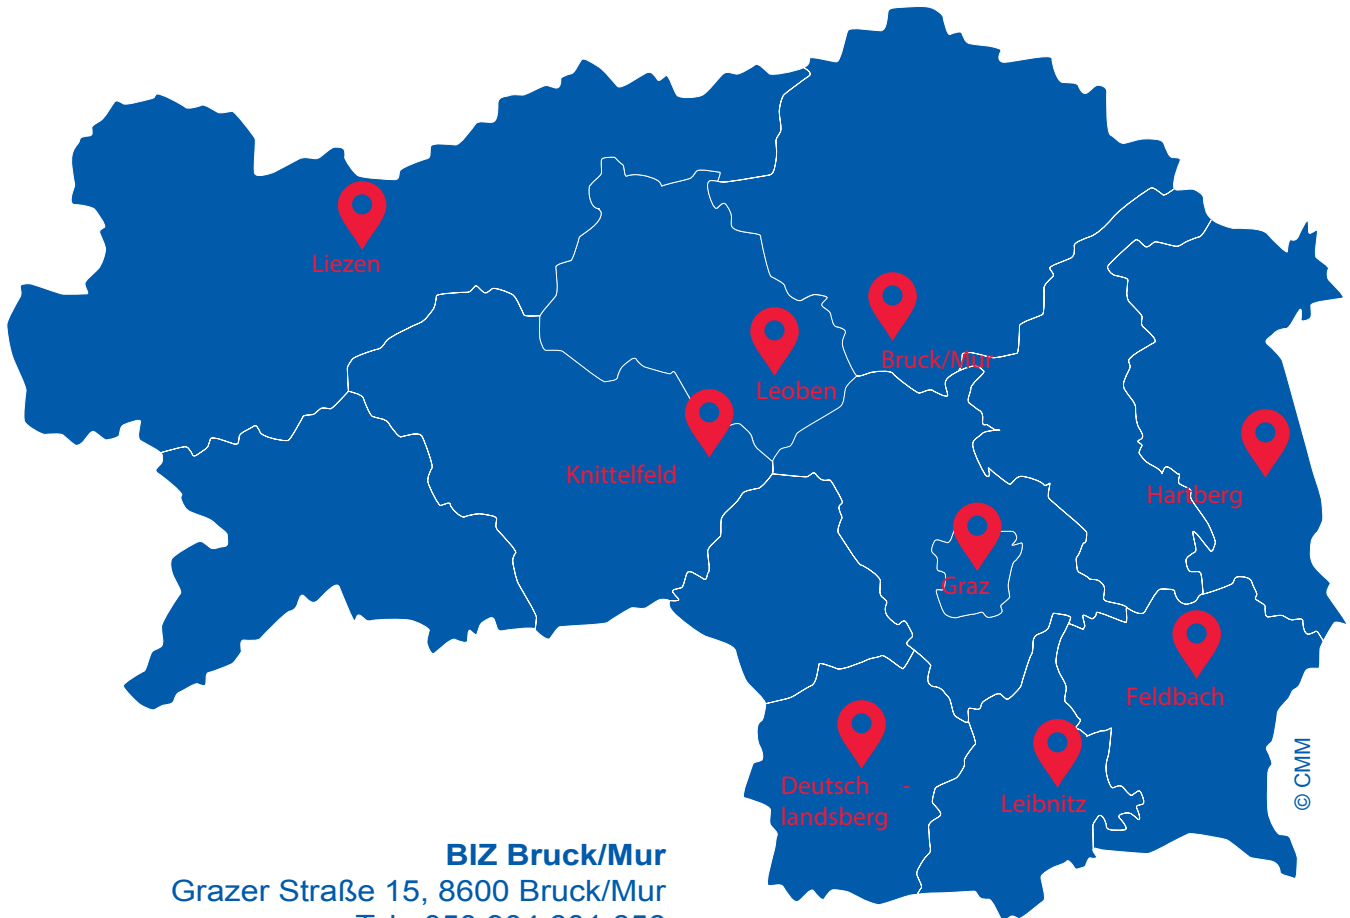 Liezen
Bruck/Mur
Leoben
Knittelfeld
Hartberg
Graz
Feldbach
Deutsch -
landsberg
Leibnitz
© CMM
BIZ Bruck/Mur
Grazer Straße 15, 8600 Bruck/Mur